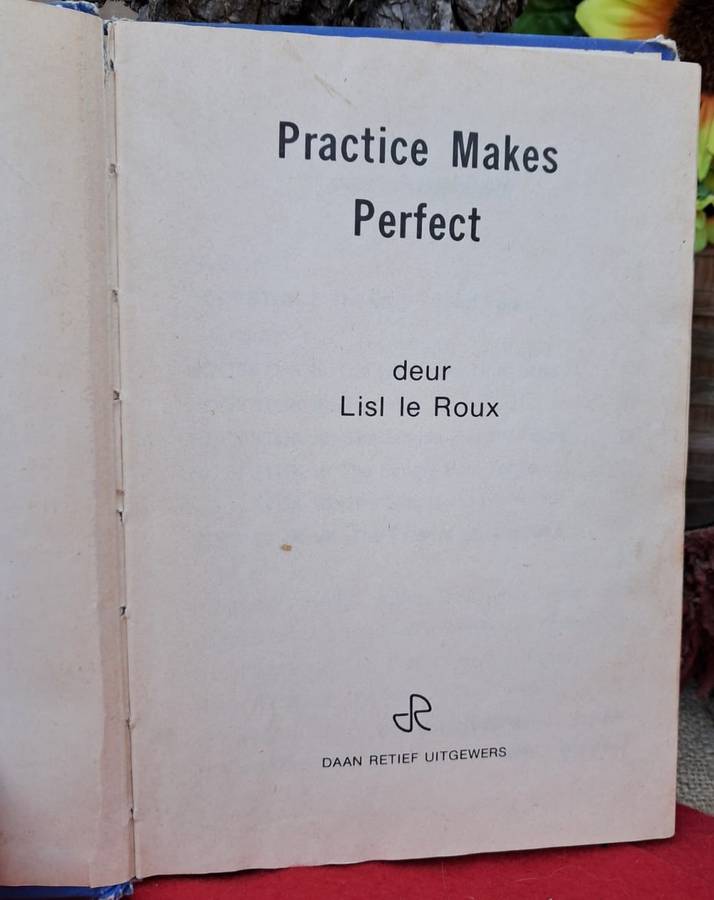 Practice Makes
Perfect
deur
Lisl le Roux
DAAN RETIEF UITGEWERS